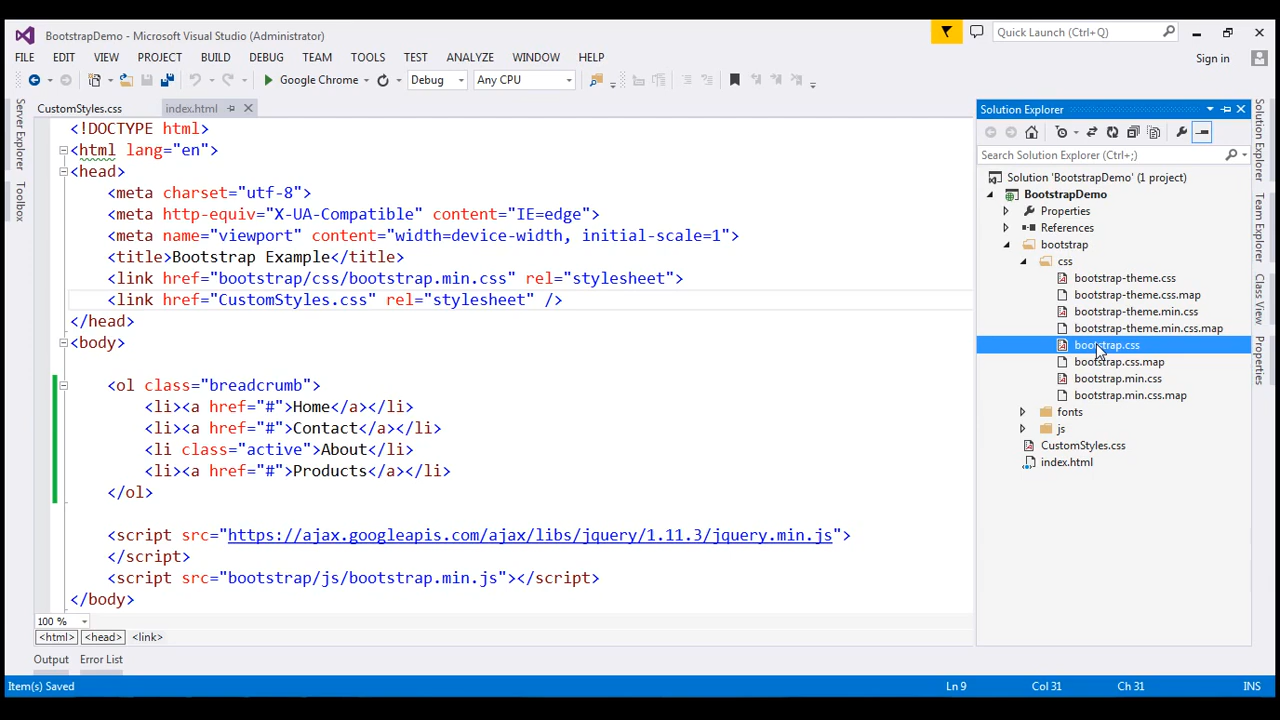 BootstrapDemo - Microsoft Visual Studio (Administrator)
Quick Launch (Ctrl+Q)
FILE EDIT VIEW PROJECT BUILD DEBUG TEAM TOOLS TEST ANALYZE WINDOW HELP
Sign in
Google Chrome Debug Any CPU
Server Explorer
Toolbox
CustomStyles.css index.html
<!DOCTYPE html>
<html lang="en">
<head>
<meta charset="utf-8">
<meta http-equiv="X-UA-Compatible" content="IE=edge">
<meta name="viewport" content="width=device-width, initial-scale=1">
<title>Bootstrap Example</title>
<link href="bootstrap/css/bootstrap.min.css" rel="stylesheet">
<link href="CustomStyles.css" rel="stylesheet" />
</head>
<body>
<ol class="breadcrumb">
<li><a href="#">Home</a></li>
<li><a href="#">Contact</a></li>
<li class="active">About</li>
<li><a href="#">Products</a></li>
</ol>
<script src="https://ajax.googleapis.com/ajax/libs/jquery/1.11.3/jquery.min.js">
</script>
<script src="bootstrap/js/bootstrap.min.js"></script>
</body>
100 %
<html> <head> <link>
Output Error List
Solution Explorer
Search Solution Explorer (Ctrl+;)
Solution 'BootstrapDemo' (1 project)
BootstrapDemo
Properties
References
bootstrap
css
bootstrap-theme.css
bootstrap-theme.css.map
bootstrap-theme.min.css
bootstrap-theme.min.css.map
bootstrap.css
bootstrap.css.map
bootstrap.min.css
bootstrap.min.css.map
fonts
js
CustomStyles.css
index.html
Solution Explorer
Team Explorer
Class View
Properties
Item(s) Saved Ln 9 Col 31 Ch 31 INS